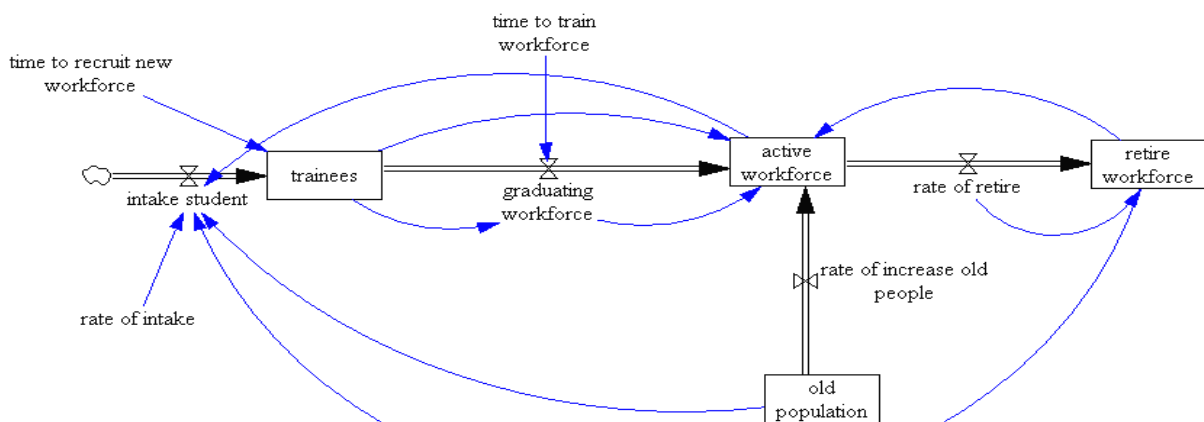 time to train
workforce
time to recruit new
workforce
trainees
active
workforce
retire
workforce
intake student
graduating
workforce
rate of retire
rate of increase old
people
rate of intake
old
population